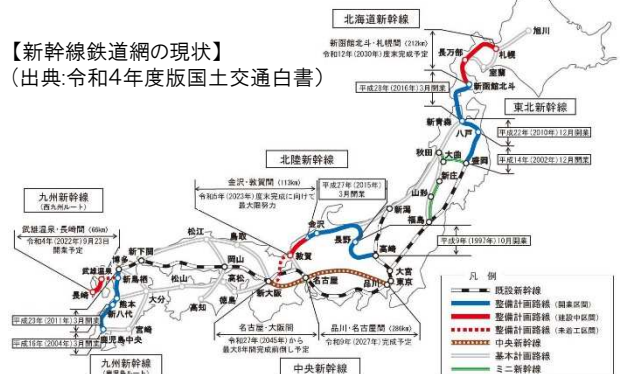 【新幹線鉄道網の現状】
(出典:令和4年度版国土交通白書)
北海道新幹線
新函館北斗・札幌間(212km)
令和12年(2030年)度末完成予定
旭川
札幌
長万部
室蘭
新函館北斗
平成28年(2016年)3月開業
東北新幹線
新青森
八戸
平成22年(2010年)12月開業
秋田
大曲
盛岡
平成14年(2002年)12月開業
新庄
山形
福島
新潟
北陸新幹線
金沢・敦賀間(113km)
令和5年(2023年)度末完成に向けて
最大限努力
平成27年(2015年)
3月開業
金沢
長野
高崎
平成9年(1997年)10月開業
敦賀
大宮
東京
品川
名古屋
新大阪
九州新幹線
(西九州ルート)
武雄温泉・長崎間(66km)
令和4年(2022年)9月23日
開業予定
松江
鳥取
新下関
岡山
博多
武雄温泉
新鳥栖
松山
高松
長崎
大分
高知
徳島
熊本
新八代
平成23年(2011年)3月開業
宮崎
平成16年(2004年)3月開業
鹿児島中央
九州新幹線
(鹿児島ルート)
名古屋・大阪間
令和27年(2045年)から
最大8年間完成前倒し予定
品川・名古屋間(286km)
令和9年(2027年)完成予定
中央新幹線
凡例
既設新幹線
整備計画路線(開業区間)
整備計画路線(建設中区間)
整備計画路線(未着工区間)
中央新幹線
基本計画路線
ミニ新幹線